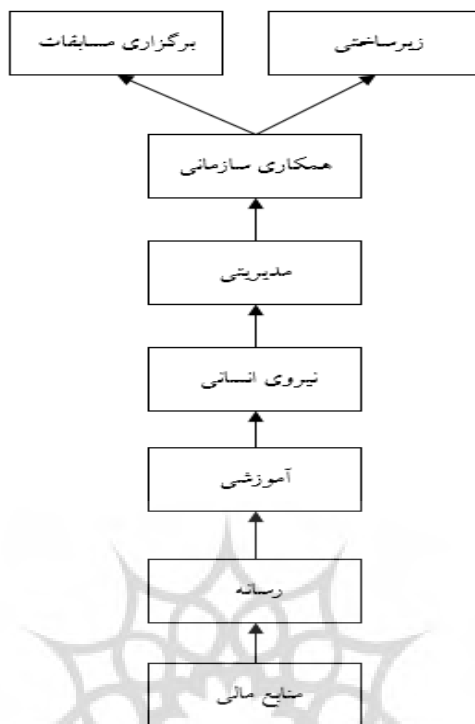 زیرساختی
برگزاری مسابقات
همکاری سازمانی
مدیریتی
نیروی انسانی
آموزشی
رسانه
منابع مالی